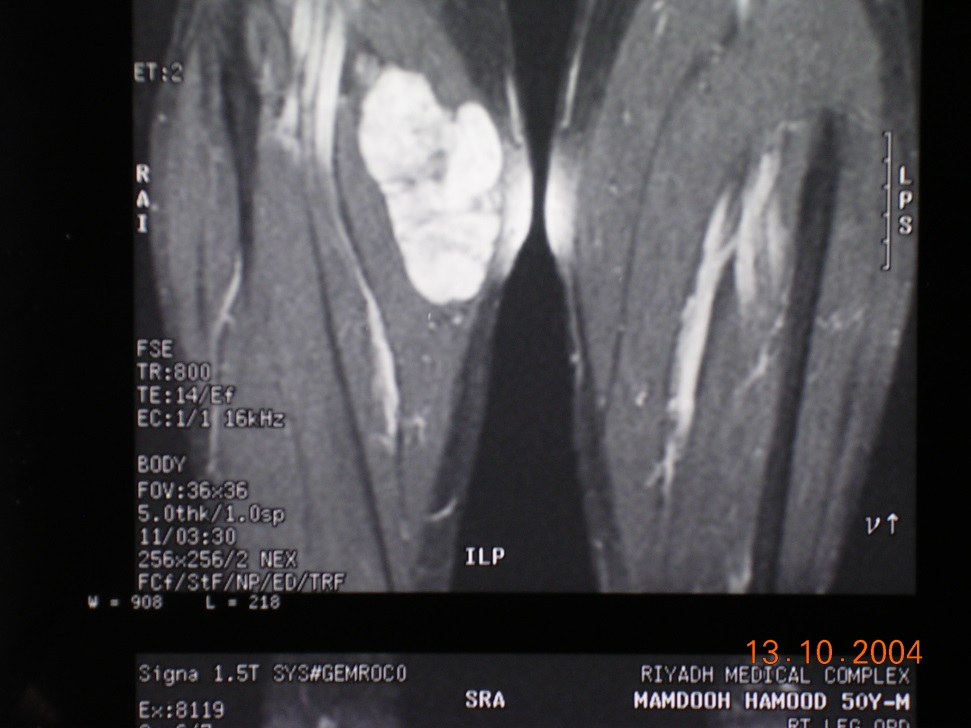 ET:2
R
A
I
L
P
S
FSE
TR:800
TE:14/Ef
EC:1/1 16kHz
BODY
FOV:36x36
5.0thk/1.0sp
11/03:30
256x256/2 NEX
FCf/StF/NP/ED/TRF
ILP
W = 908 L = 218
13.10.2004
Signa 1.5T SYS#GEMROC0
RIYADH MEDICAL COMPLEX
SRA
MAMDOOH HAMOOD 50Y-M
Ex:8119
RT LEG ORD